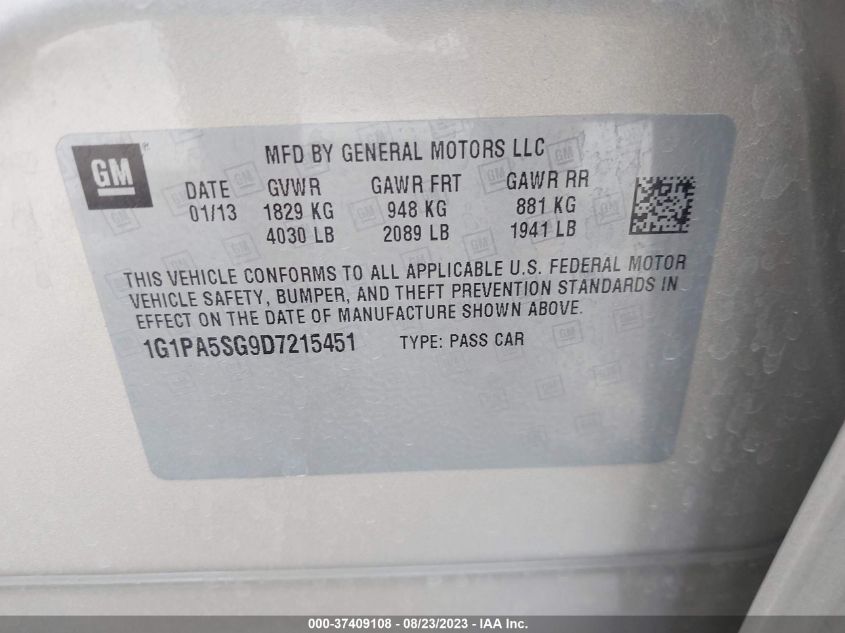 GM
MFD BY GENERAL MOTORS LLC
DATE GVWR GAWR FRT GAWR RR
01/13 1829 KG 948 KG 881 KG
4030 LB 2089 LB 1941 LB
THIS VEHICLE CONFORMS TO ALL APPLICABLE U.S. FEDERAL MOTOR
VEHICLE SAFETY, BUMPER, AND THEFT PREVENTION STANDARDS IN
EFFECT ON THE DATE OF MANUFACTURE SHOWN ABOVE.
1G1PA5SG9D7215451 TYPE: PASS CAR
000-37409108 - 08/23/2023 - IAA Inc.